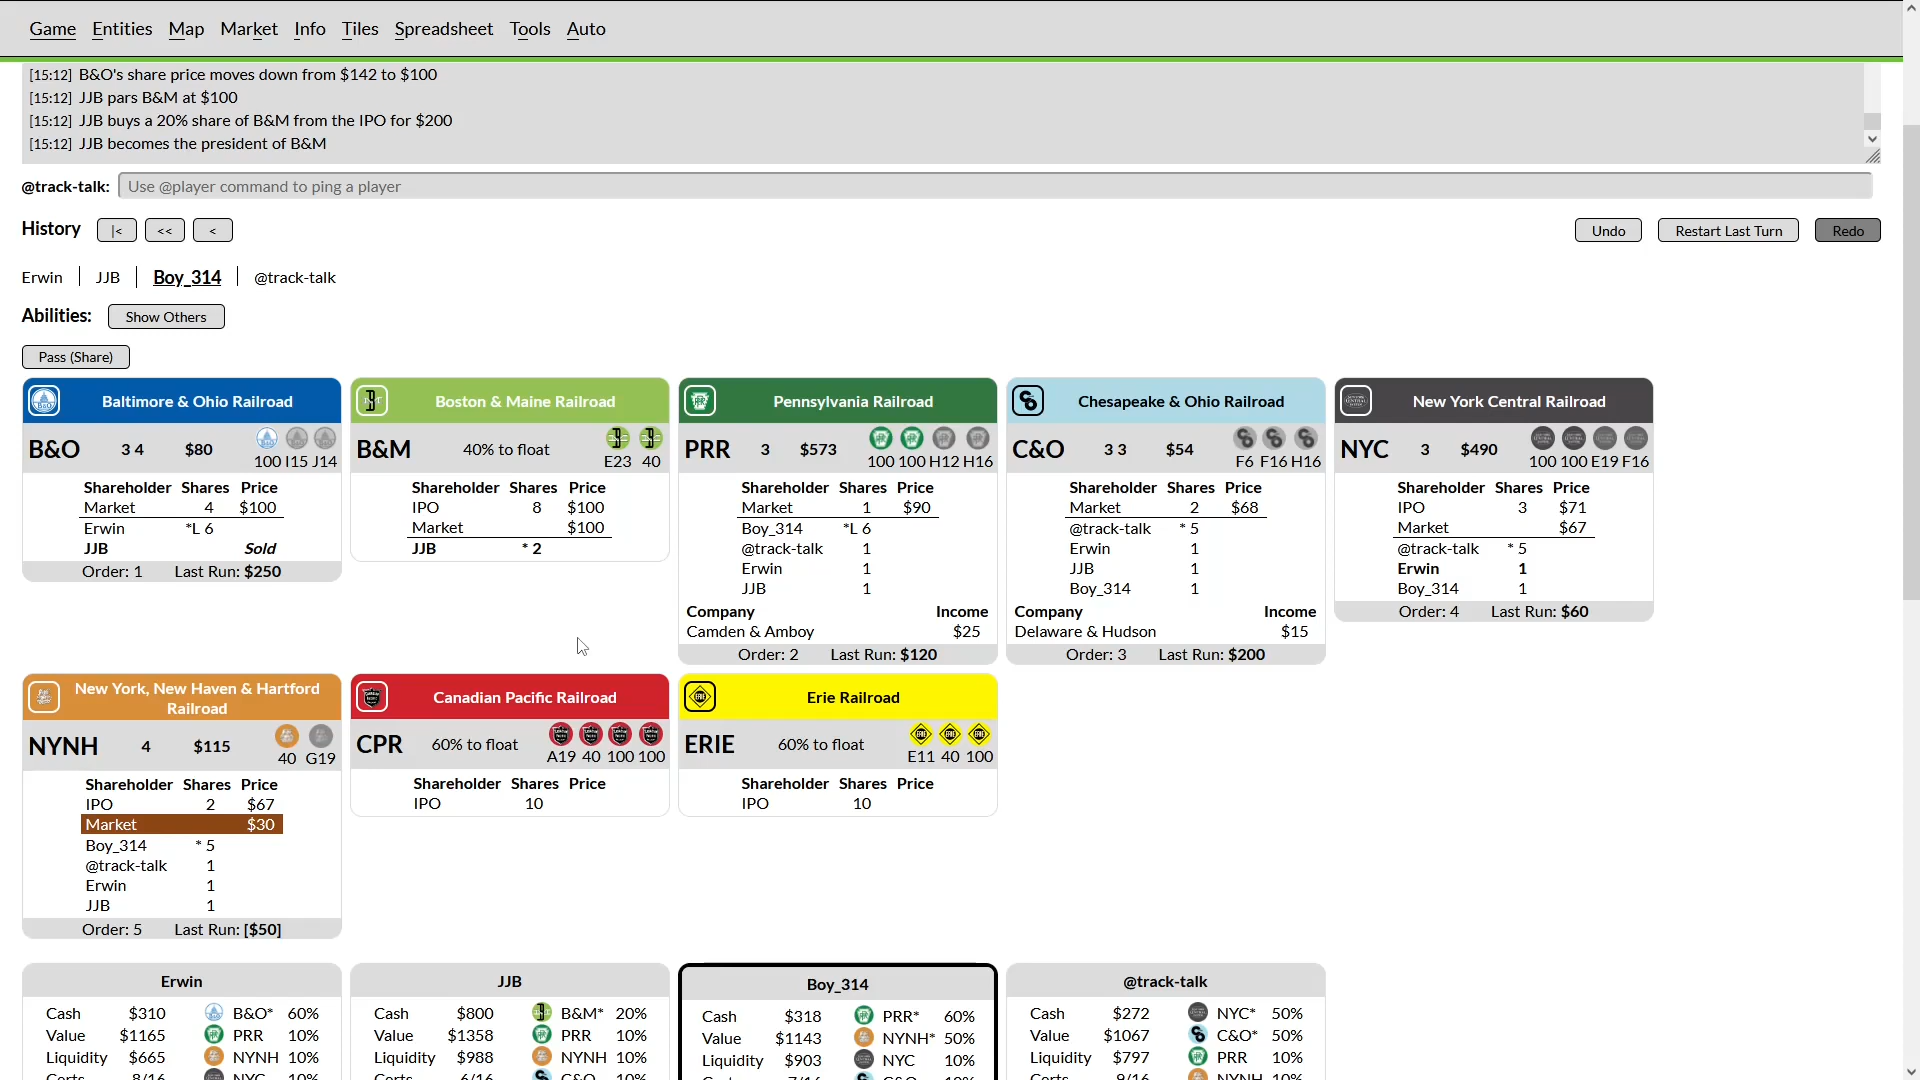 Game Entities Map Market Info Tiles Spreadsheet Tools Auto
[15:12] B&O's share price moves down from $142 to $100
[15:12] JJB pars B&M at $100
[15:12] JJB buys a 20% share of B&M from the IPO for $200
[15:12] JJB becomes the president of B&M
@track-talk: Use @player command to ping a player
History |< << < Undo Restart Last Turn Redo
Erwin JJB Boy_314 @track-talk
Abilities: Show Others
Pass (Share)
Baltimore & Ohio Railroad
B&O 3 4 $80 100 I15 J14
Shareholder Shares Price
Market 4 $100
Erwin *L 6
JJB Sold
Order: 1 Last Run: $250
Boston & Maine Railroad
B&M 40% to float E23 40
Shareholder Shares Price
IPO 8 $100
Market $100
JJB * 2
Pennsylvania Railroad
PRR 3 $573 100 100 H12 H16
Shareholder Shares Price
Market 1 $90
Boy_314 *L 6
@track-talk 1
Erwin 1
JJB 1
Company Income
Camden & Amboy $25
Order: 2 Last Run: $120
Chesapeake & Ohio Railroad
C&O 3 3 $54 F6 F16 H16
Shareholder Shares Price
Market 2 $68
@track-talk * 5
Erwin 1
JJB 1
Boy_314 1
Company Income
Delaware & Hudson $15
Order: 3 Last Run: $200
New York Central Railroad
NYC 3 $490 100 100 E19 F16
Shareholder Shares Price
IPO 3 $71
Market $67
@track-talk * 5
Erwin 1
Boy_314 1
Order: 4 Last Run: $60
New York, New Haven & Hartford
Railroad
NYNH 4 $115 40 G19
Shareholder Shares Price
IPO 2 $67
Market $30
Boy_314 * 5
@track-talk 1
Erwin 1
JJB 1
Order: 5 Last Run: [$50]
Canadian Pacific Railroad
CPR 60% to float A19 40 100 100
Shareholder Shares Price
IPO 10
Erie Railroad
ERIE 60% to float E11 40 100
Shareholder Shares Price
IPO 10
Erwin
Cash $310 B&O* 60%
Value $1165 PRR 10%
Liquidity $665 NYNH 10%
Certs 8/16 NYC 10%
JJB
Cash $800 B&M* 20%
Value $1358 PRR 10%
Liquidity $988 NYNH 10%
Certs 6/16 C&O 10%
Boy_314
Cash $318 PRR* 60%
Value $1143 NYNH* 50%
Liquidity $903 NYC 10%
@track-talk
Cash $272 NYC* 50%
Value $1067 C&O* 50%
Liquidity $797 PRR 10%
Certs 9/16 NYNH 10%